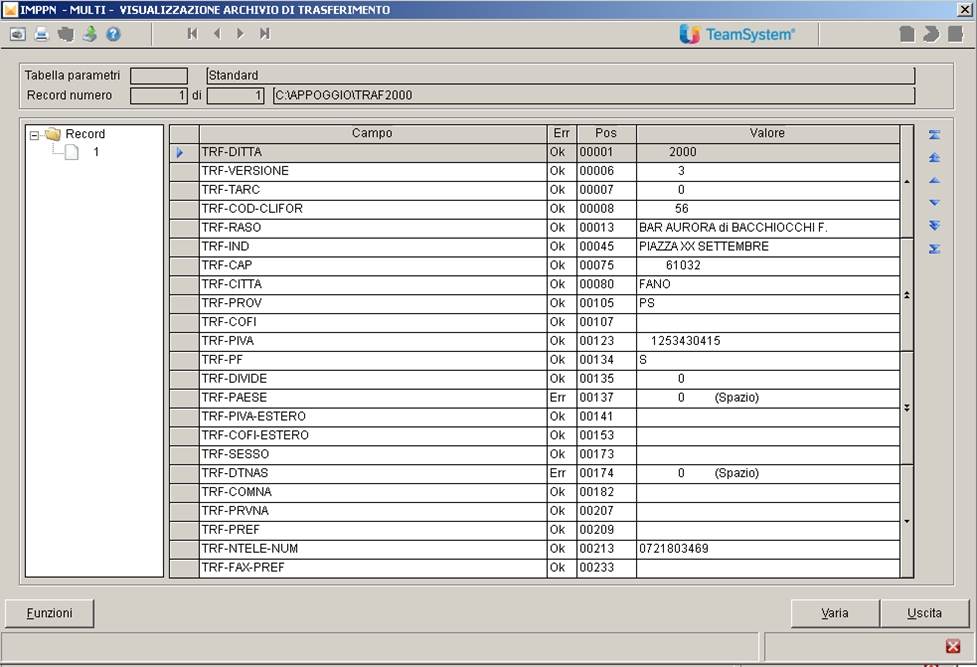 IMPPN - MULTI - VISUALIZZAZIONE ARCHIVIO DI TRASFERIMENTO
TeamSystem®
Tabella parametri Standard
Record numero 1 di 1 C:\APPOGGIO\TRAF2000
Record
1
Campo Err Pos Valore
TRF-DITTA Ok 00001 2000
TRF-VERSIONE Ok 00006 3
TRF-TARC Ok 00007 0
TRF-COD-CLIFOR Ok 00008 56
TRF-RASO Ok 00013 BAR AURORA di BACCHIOCCHI F.
TRF-IND Ok 00045 PIAZZA XX SETTEMBRE
TRF-CAP Ok 00075 61032
TRF-CITTA Ok 00080 FANO
TRF-PROV Ok 00105 PS
TRF-COFI Ok 00107
TRF-PIVA Ok 00123 1253430415
TRF-PF Ok 00134 S
TRF-DIVIDE Ok 00135 0
TRF-PAESE Err 00137 0 (Spazio)
TRF-PIVA-ESTERO Ok 00141
TRF-COFI-ESTERO Ok 00153
TRF-SESSO Ok 00173
TRF-DTNAS Err 00174 0 (Spazio)
TRF-COMNA Ok 00182
TRF-PRVNA Ok 00207
TRF-PREF Ok 00209
TRF-NTELE-NUM Ok 00213 0721803469
TRF-FAX-PREF Ok 00233
Funzioni Varia Uscita